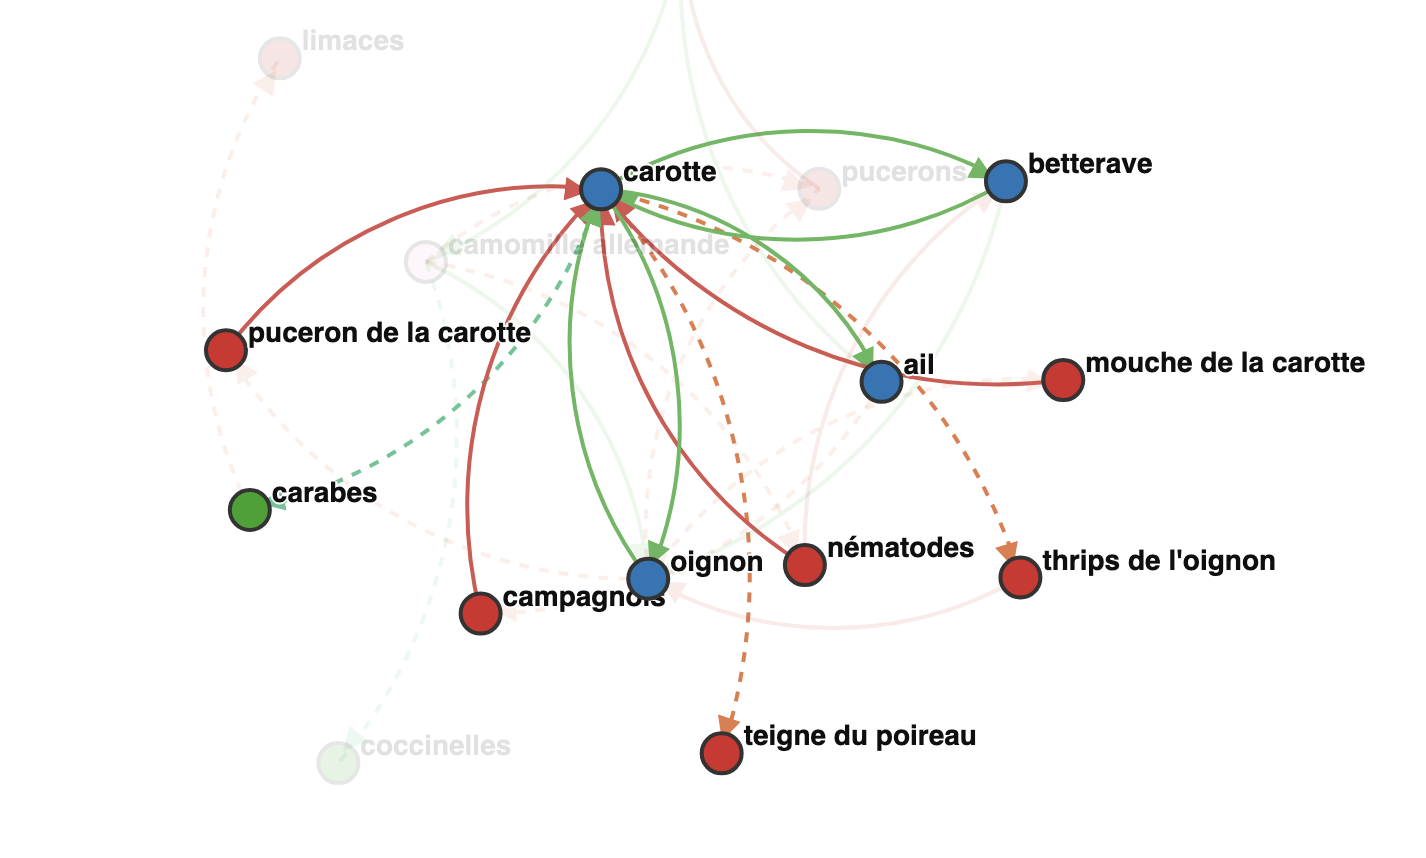 limaces
carotte
betterave
pucerons
camomille allemande
puceron de la carotte
ail
mouche de la carotte
carabes
oignon
nématodes
thrips de l'oignon
campagnols
teigne du poireau
coccinelles